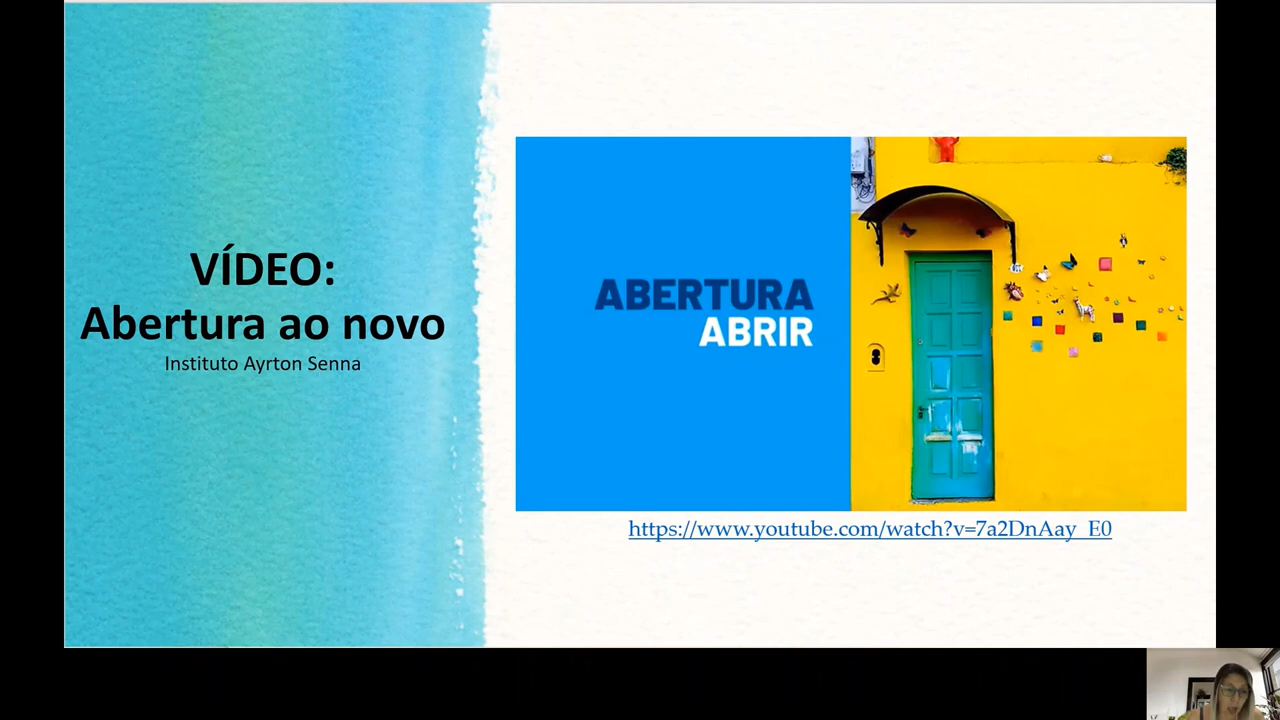 VÍDEO:
Abertura ao novo
Instituto Ayrton Senna
ABERTURA
ABRIR
https://www.youtube.com/watch?v=7a2DnAay_E0